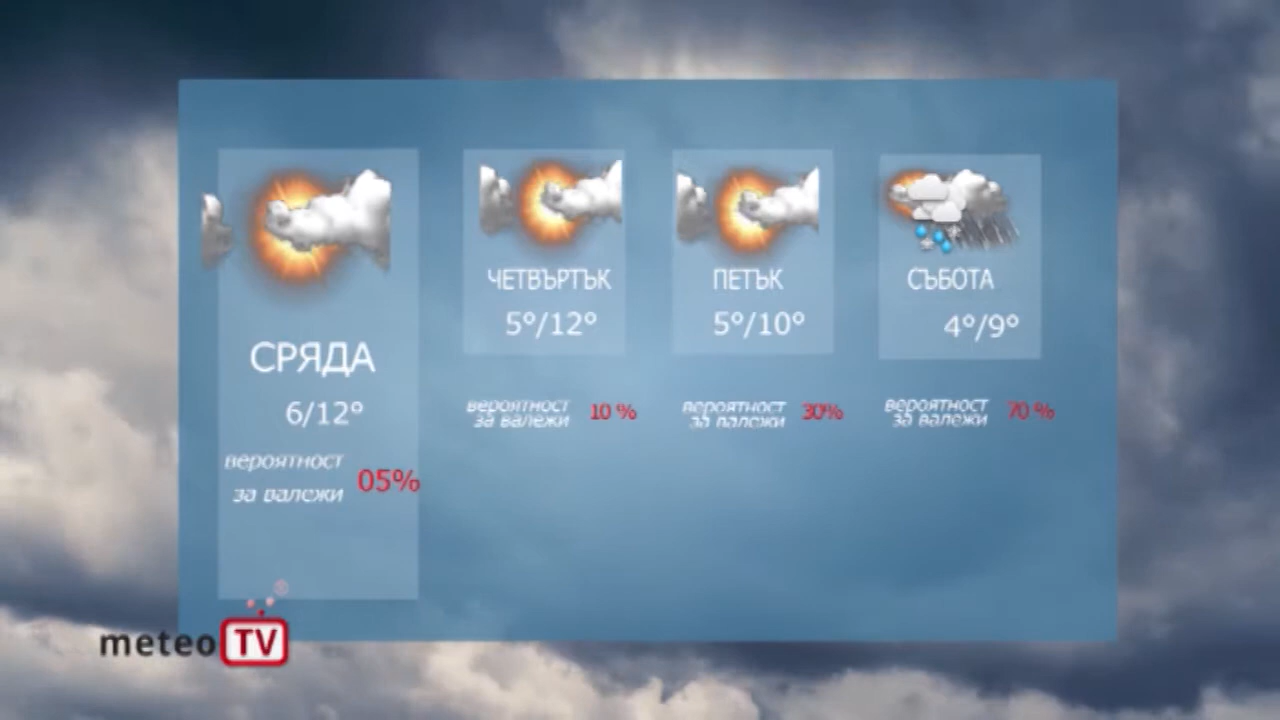 СРЯДА
6/12°
вероятност
за валежи
05%
ЧЕТВЪРТЪК
5°/12°
вероятност
за валежи
10 %
ПЕТЪК
5°/10°
вероятност
за валежи
30%
СЪБОТА
4°/9°
вероятност
за валежи
70 %
meteo TV